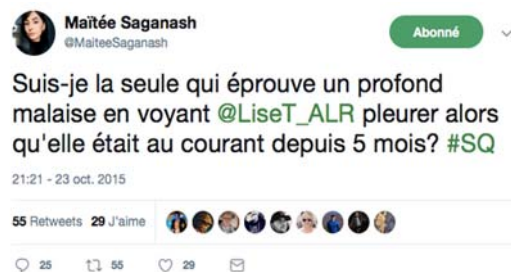 Maïtée Saganash
@MaiteeSaganash
Abonné
Suis-je la seule qui éprouve un profond
malaise en voyant @LiseT_ALR pleurer alors
qu'elle était au courant depuis 5 mois? #SQ
21:21 - 23 oct. 2015
55 Retweets 29 J'aime
25 55 29